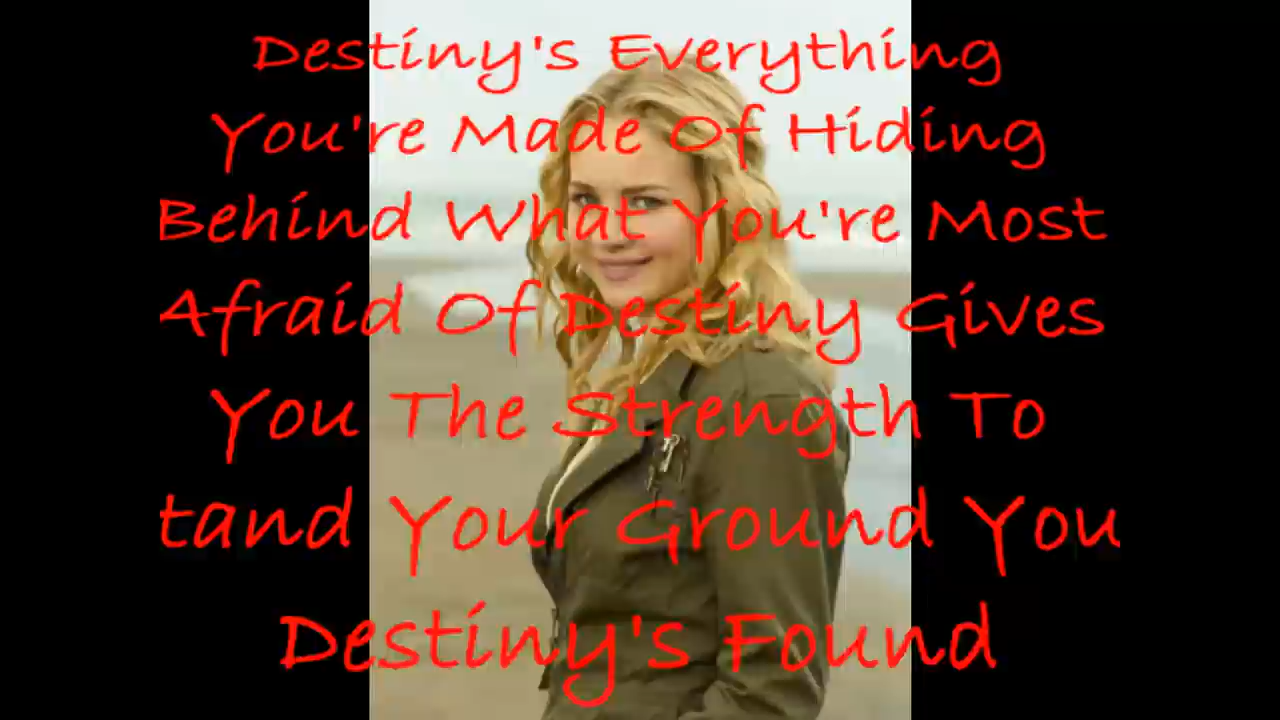 Destiny's Everything
You're Made Of Hiding
Behind What You're Most
Afraid Of Destiny Gives
You The Strength To
tand Your Ground You
Destiny's Found